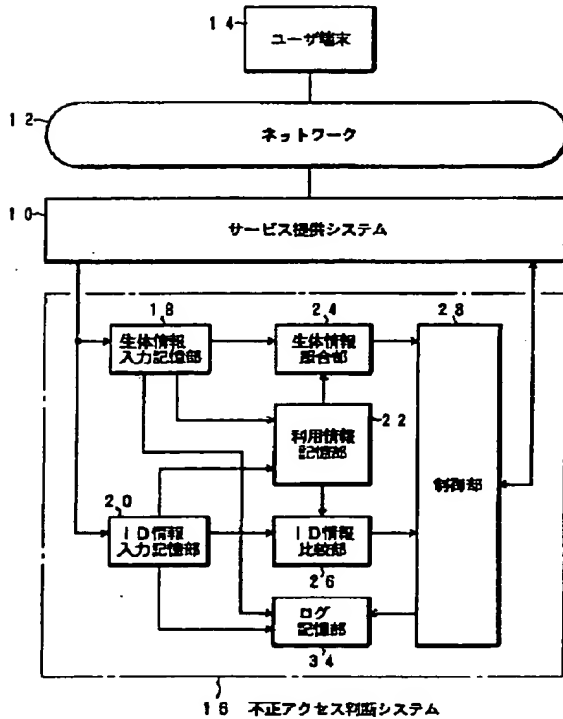 14
ユーザ端末
12
ネットワーク
10
サービス提供システム
18
生体情報
入力記憶部
24
生体情報
照合部
28
制御部
22
利用情報
記憶部
20
ID情報
入力記憶部
ID情報
比較部
26
ログ
記憶部
34
16 不正アクセス判断システム